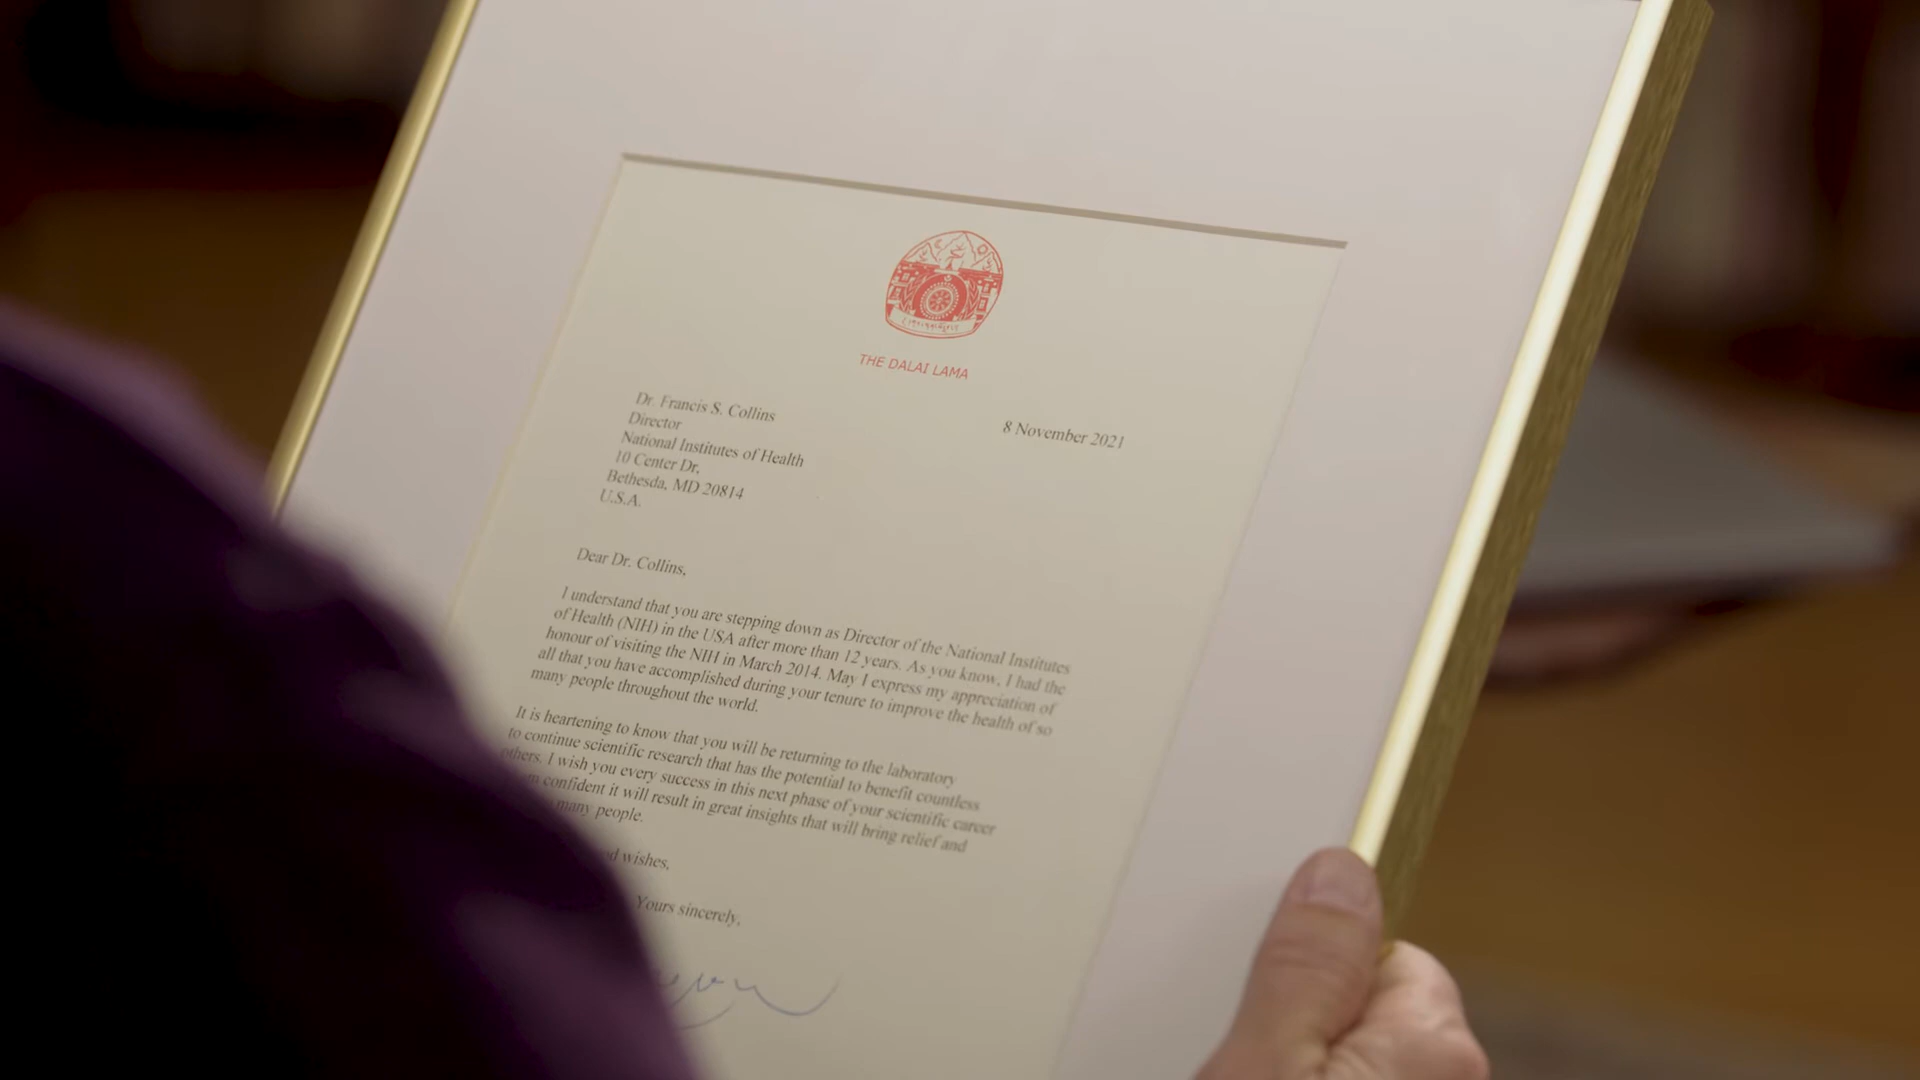 THE DALAI LAMA
Dr. Francis S. Collins
Director
National Institutes of Health
10 Center Dr,
Bethesda, MD 20814
U.S.A.
8 November 2021
Dear Dr. Collins,
I understand that you are stepping down as Director of the National Institutes
of Health (NIH) in the USA after more than 12 years. As you know, I had the
honour of visiting the NIH in March 2014. May I express my appreciation of
all that you have accomplished during your tenure to improve the health of so
many people throughout the world.
It is heartening to know that you will be returning to the laboratory
to continue scientific research that has the potential to benefit countless
others. I wish you every success in this next phase of your scientific career
confident it will result in great insights that will bring relief and
many people.
wishes,
Yours sincerely,